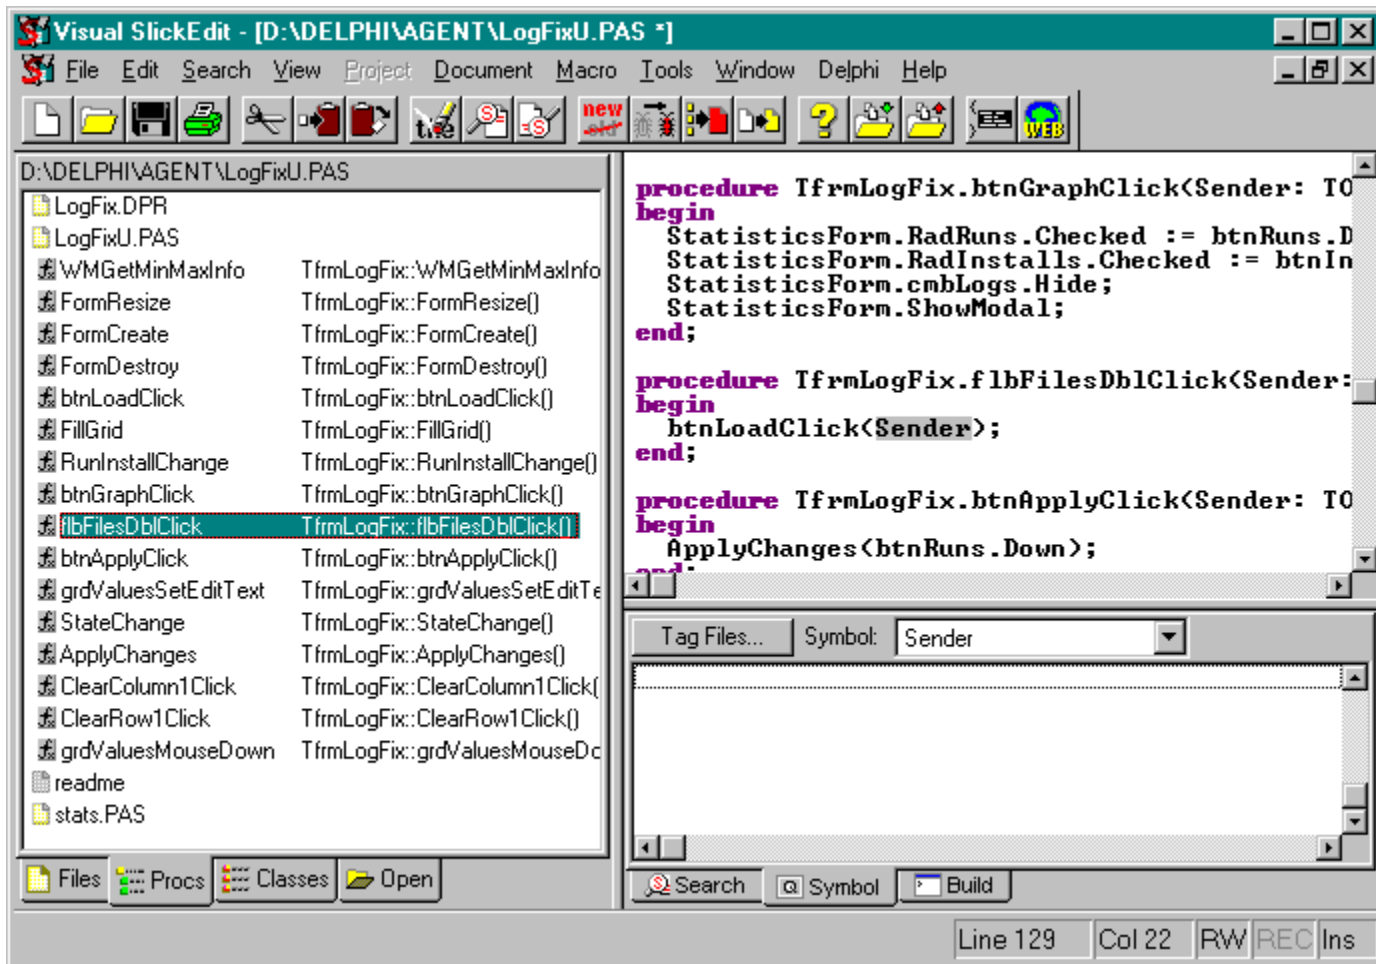 Visual SlickEdit - [D:\DELPHI\AGENT\LogFixU.PAS *]
File Edit Search View Project Document Macro Tools Window Delphi Help
new
old
WEB
D:\DELPHI\AGENT\LogFixU.PAS
LogFix.DPR
LogFixU.PAS
WMGetMinMaxInfo TfrmLogFix::WMGetMinMaxInfo
FormResize TfrmLogFix::FormResize()
FormCreate TfrmLogFix::FormCreate()
FormDestroy TfrmLogFix::FormDestroy()
btnLoadClick TfrmLogFix::btnLoadClick()
FillGrid TfrmLogFix::FillGrid()
RunInstallChange TfrmLogFix::RunInstallChange()
btnGraphClick TfrmLogFix::btnGraphClick()
flbFilesDblClick TfrmLogFix::flbFilesDblClick()
btnApplyClick TfrmLogFix::btnApplyClick()
grdValuesSetEditText TfrmLogFix::grdValuesSetEditTe
StateChange TfrmLogFix::StateChange()
ApplyChanges TfrmLogFix::ApplyChanges()
ClearColumn1Click TfrmLogFix::ClearColumn1Click(
ClearRow1Click TfrmLogFix::ClearRow1Click()
grdValuesMouseDown TfrmLogFix::grdValuesMouseDo
readme
stats.PAS
Files Procs Classes Open
procedure TfrmLogFix.btnGraphClick(Sender: TO
begin
StatisticsForm.RadRuns.Checked := btnRuns.D
StatisticsForm.RadInstalls.Checked := btnIn
StatisticsForm.cmbLogs.Hide;
StatisticsForm.ShowModal;
end;
procedure TfrmLogFix.flbFilesDblClick(Sender:
begin
btnLoadClick(Sender);
end;
procedure TfrmLogFix.btnApplyClick(Sender: TO
begin
ApplyChanges(btnRuns.Down);
end;
Tag Files... Symbol: Sender
Search Symbol Build
Line 129 Col 22 RW REC Ins